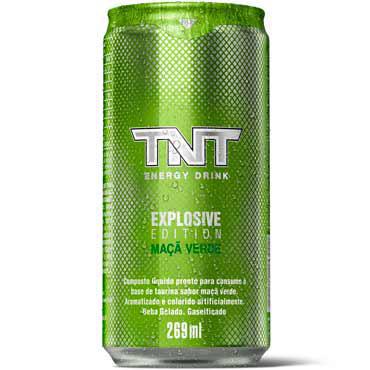 TNT
ENERGY DRINK
EXPLOSIVE
EDITION
MAÇÃ VERDE
Composto líquido pronto para consumo à
base de taurina sabor maçã verde.
Aromatizado e colorido artificialmente.
Beba Gelado. Gaseificado
269ml